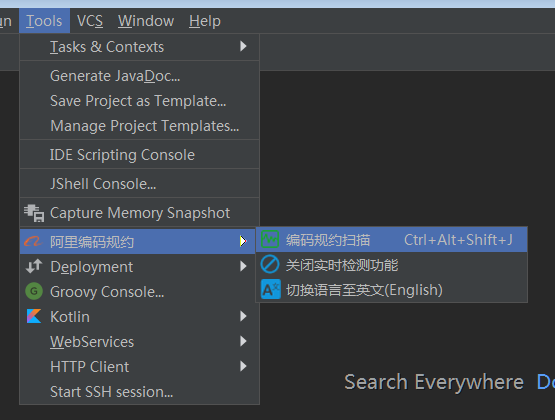 un Tools VCS Window Help
Tasks & Contexts
Generate JavaDoc...
Save Project as Template...
Manage Project Templates...
IDE Scripting Console
JShell Console...
Capture Memory Snapshot
阿里编码规约
编码规约扫描 Ctrl+Alt+Shift+J
Deployment
关闭实时检测功能
G Groovy Console...
切换语言至英文(English)
Kotlin
WebServices
HTTP Client
Search Everywhere Do
Start SSH session...